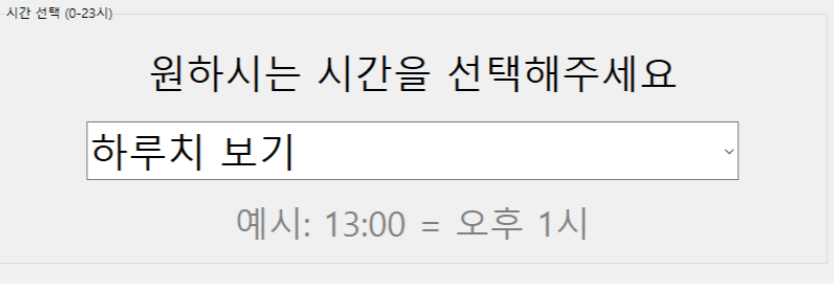 시간 선택 (0-23시)
원하시는 시간을 선택해주세요
하루치 보기
예시: 13:00 = 오후 1시